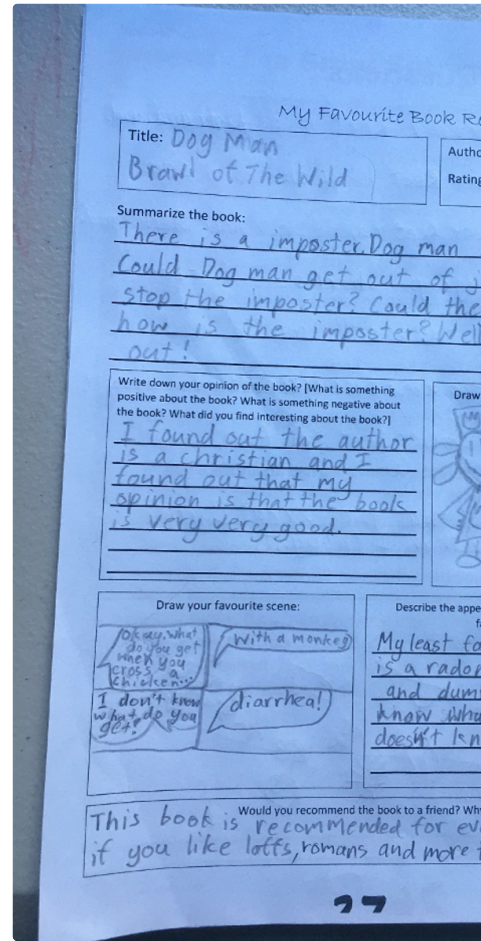 My Favourite Book Re
Title: Dog Man
Brawl of The Wild
Autho
Rating
Summarize the book:
There is a imposter. Dog man
Could Dog man get out of j
stop the imposter? Could the
how is the imposter? Well
out!
Write down your opinion of the book? [What is something
positive about the book? What is something negative about
the book? What did you find interesting about the book?]
I found out the author
is a christian and I
found out that my
opinion is that the book
is very very good.
Draw
Draw your favourite scene:
Okay, what
do you get
when you
cross a
chicken...
With a monkey
I don't know
what do you
get?
diarrhea!
Describe the appe
f
My least fa
is a rador
and dum
know wha
doesn't kn
Would you recommend the book to a friend? Wh
This book is recommended for ev
if you like loffs, romans and more